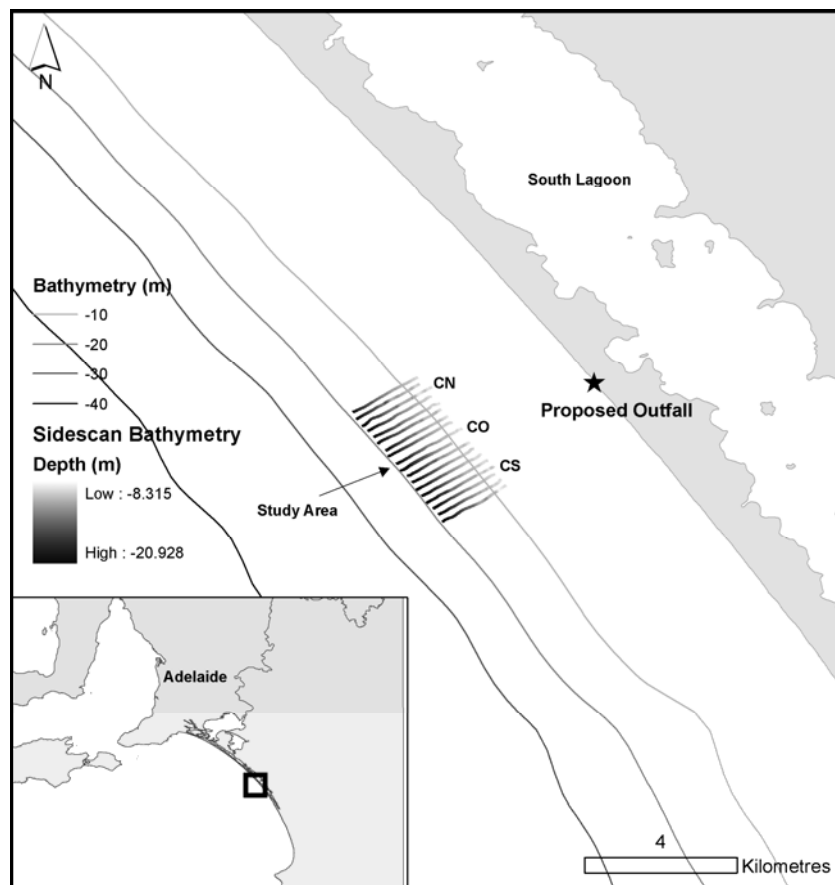 N
South Lagoon
Bathymetry (m)
-10
-20
-30
-40
Sidescan Bathymetry
Depth (m)
Low : -8.315
High : -20.928
CN
CO
CS
Proposed Outfall
Study Area
Adelaide
4
Kilometres